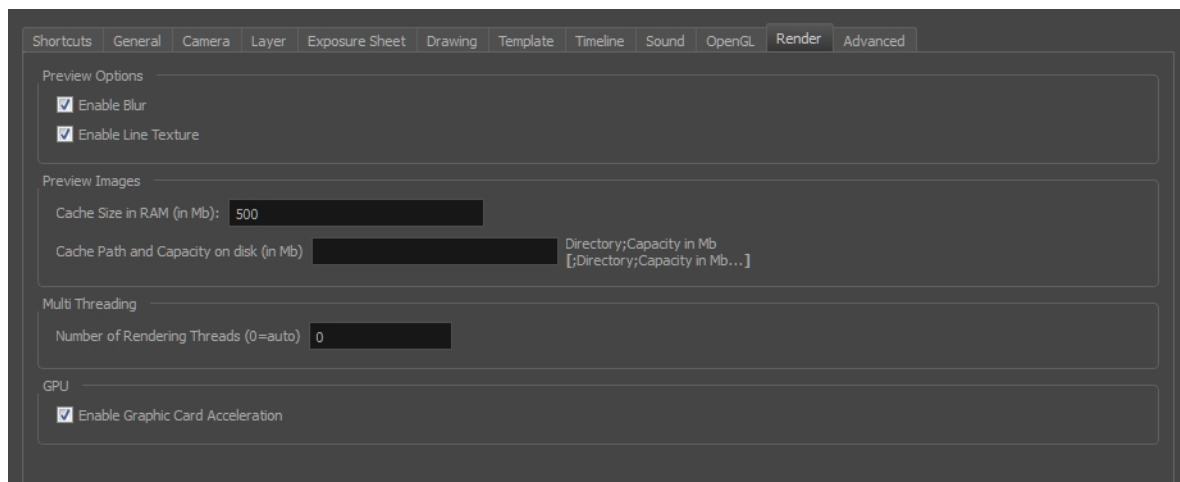 Shortcuts General Camera Layer Exposure Sheet Drawing Template Timeline Sound OpenGL Render Advanced
Preview Options
Enable Blur
Enable Line Texture
Preview Images
Cache Size in RAM (in Mb): 500
Cache Path and Capacity on disk (in Mb) Directory;Capacity in Mb
[;Directory;Capacity in Mb...]
Multi Threading
Number of Rendering Threads (0=auto) 0
GPU
Enable Graphic Card Acceleration